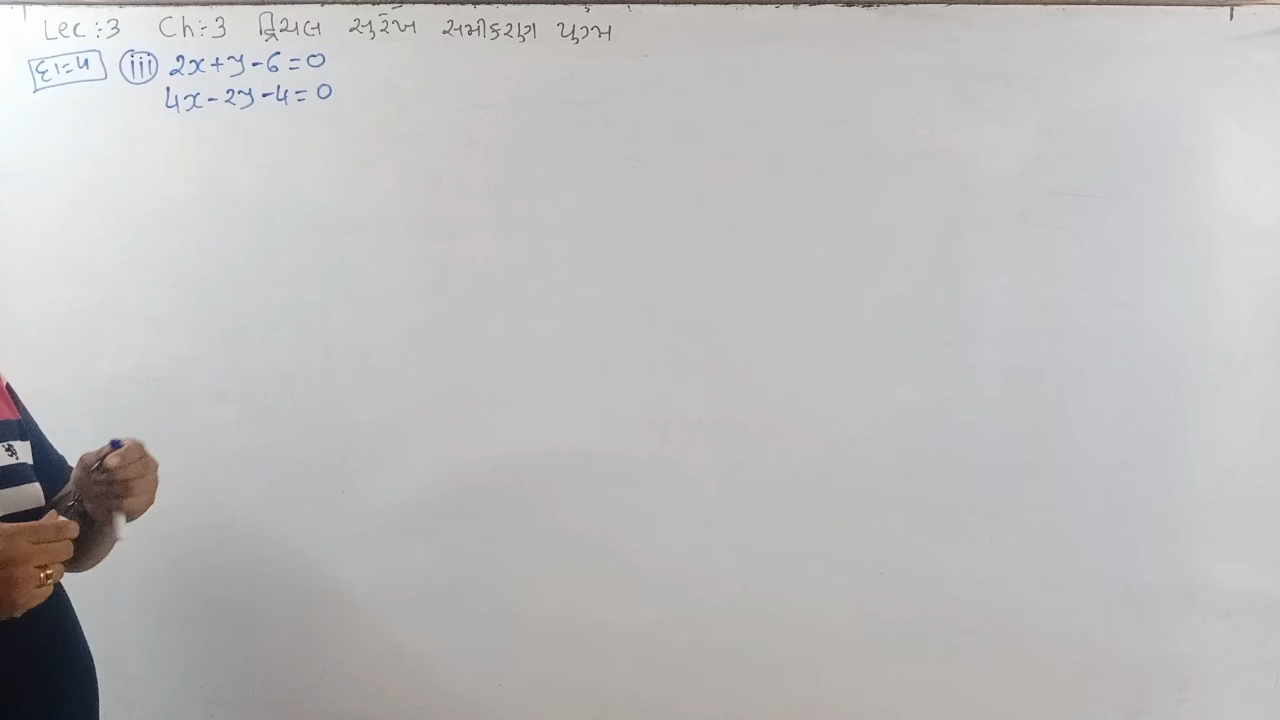 Lec:3 Ch:3 દ્વિચલ સુરેખ સમીકરણ યુગ્મ
દા=૫ (iii) 2x+y-6=0
4x-2y-4=0